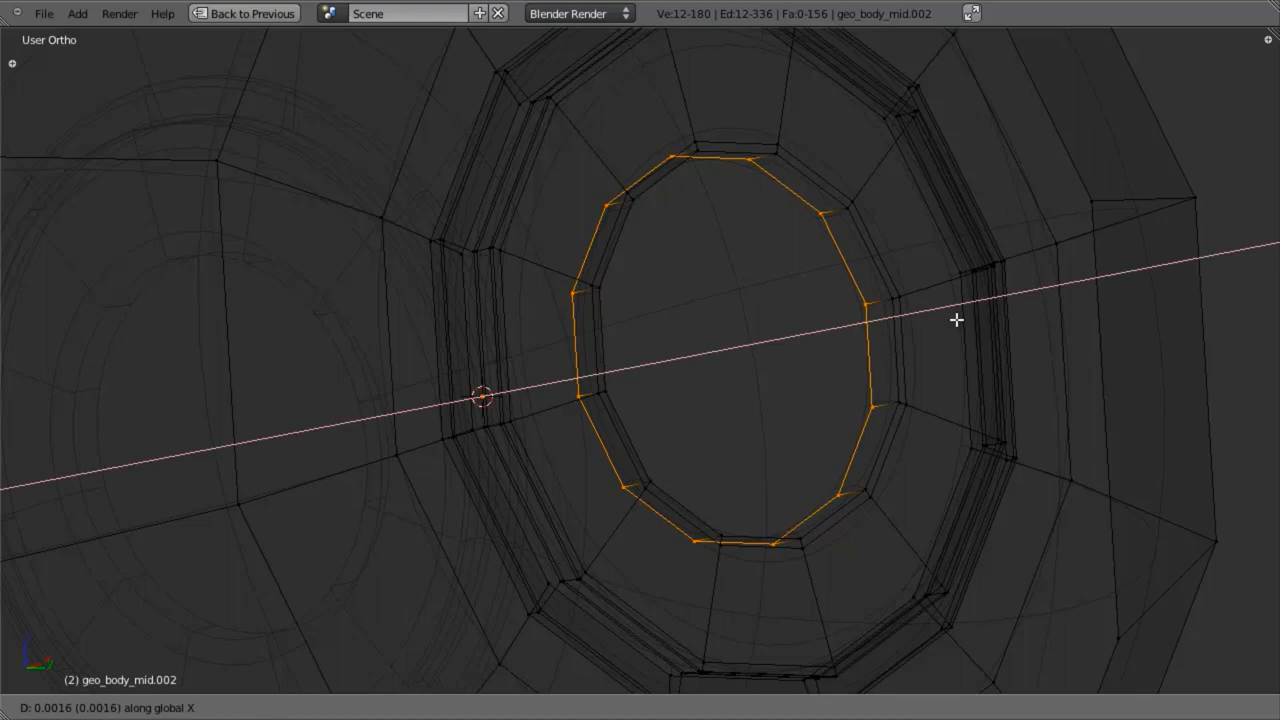 File Add Render Help Back to Previous Scene Blender Render Ve:12-180 | Ed:12-336 | Fa:0-156 | geo_body_mid.002
User Ortho
(2) geo_body_mid.002
D: 0.0016 (0.0016) along global X